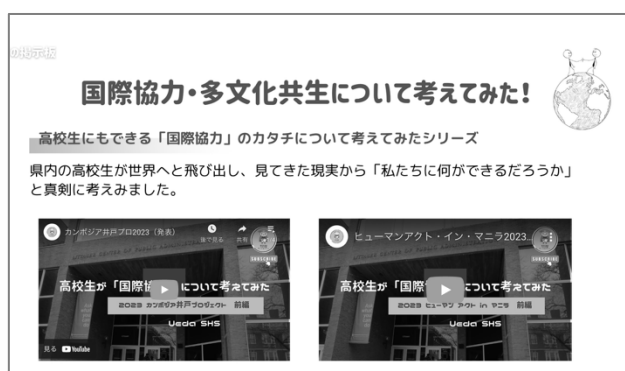 の掲示板
国際協力・多文化共生について考えてみた!
高校生にもできる「国際協力」のカタチについて考えてみたシリーズ
県内の高校生が世界へと飛び出し、見てきた現実から「私たちに何ができるだろうか」
と真剣に考えみました。
カンボジア井戸プロ2023(発表)
後で見る 共有
SUBSCRIBE
高校生が「国際 について考えてみた
2023 カンボジア井戸プロジェクト 前編
Ueda SHS
見る YouTube
ヒューマンアクト・イン・マニラ2023...
SUBSCRIBE
高校生が「国際 について考えてみた
2023 ヒューマン アクト in マニラ 前編
Ueda SHS